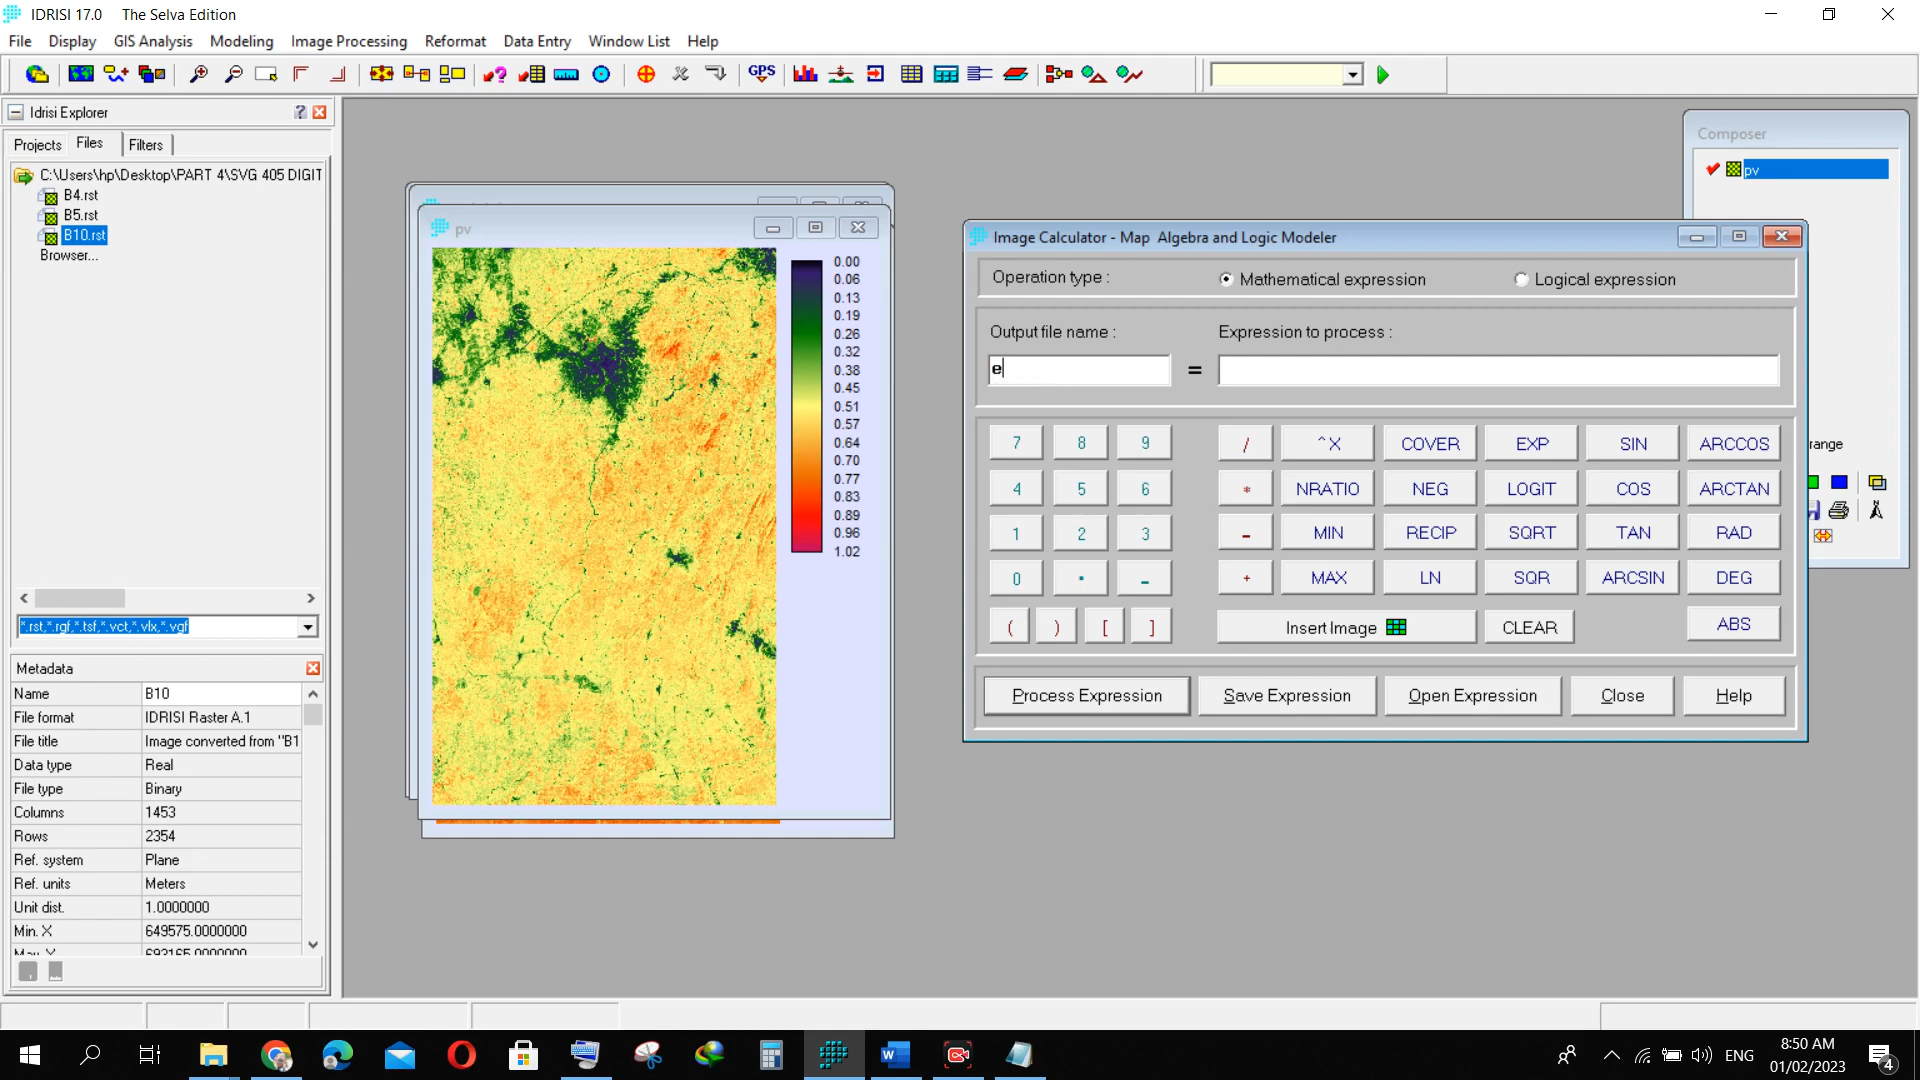 IDRISI 17.0    The Selva Edition
File Display GIS Analysis Modeling Image Processing Reformat Data Entry Window List Help
GPS
Idrisi Explorer
Projects Files Filters
C:\Users\hp\Desktop\PART 4\SVG 405 DIGIT
B4.rst
B5.rst
B10.rst
Browser...
*.rst,*.rgf,*.tsf,*.vct,*.vlx,*.vgf
Metadata
Name B10
File format IDRISI Raster A.1
File title Image converted from "B1
Data type Real
File type Binary
Columns 1453
Rows 2354
Ref. system Plane
Ref. units Meters
Unit dist. 1.0000000
Min. X 649575.0000000
pv
0.00
0.06
0.13
0.19
0.26
0.32
0.38
0.45
0.51
0.57
0.64
0.70
0.77
0.83
0.89
0.96
1.02
Composer
pv
range
Image Calculator - Map Algebra and Logic Modeler
Operation type : Mathematical expression Logical expression
Output file name : Expression to process :
e =
7 8 9 / ^X COVER EXP SIN ARCCOS
4 5 6 * NRATIO NEG LOGIT COS ARCTAN
1 2 3 - MIN RECIP SQRT TAN RAD
0 . - + MAX LN SQR ARCSIN DEG
( ) [ ] Insert Image CLEAR ABS
Process Expression Save Expression Open Expression Close Help
ENG
8:50 AM
01/02/2023
4